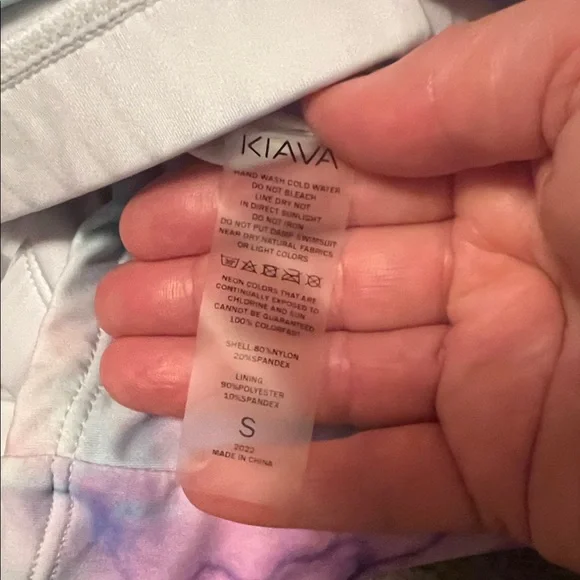 KIAVA
HAND WASH COLD WATER
DO NOT BLEACH
LINE DRY NOT
IN DIRECT SUNLIGHT
DO NOT IRON
DO NOT PUT DAMP SWIMSUIT
NEAR DRY NATURAL FABRICS
OR LIGHT COLORS
30
NEON COLORS THAT ARE
CONTINUALLY EXPOSED TO
CHLORINE AND SUN
CANNOT BE GUARANTEED
100% COLORFAST
SHELL:80%NYLON
20%SPANDEX
LINING
90%POLYESTER
10%SPANDEX
S
2022
MADE IN CHINA